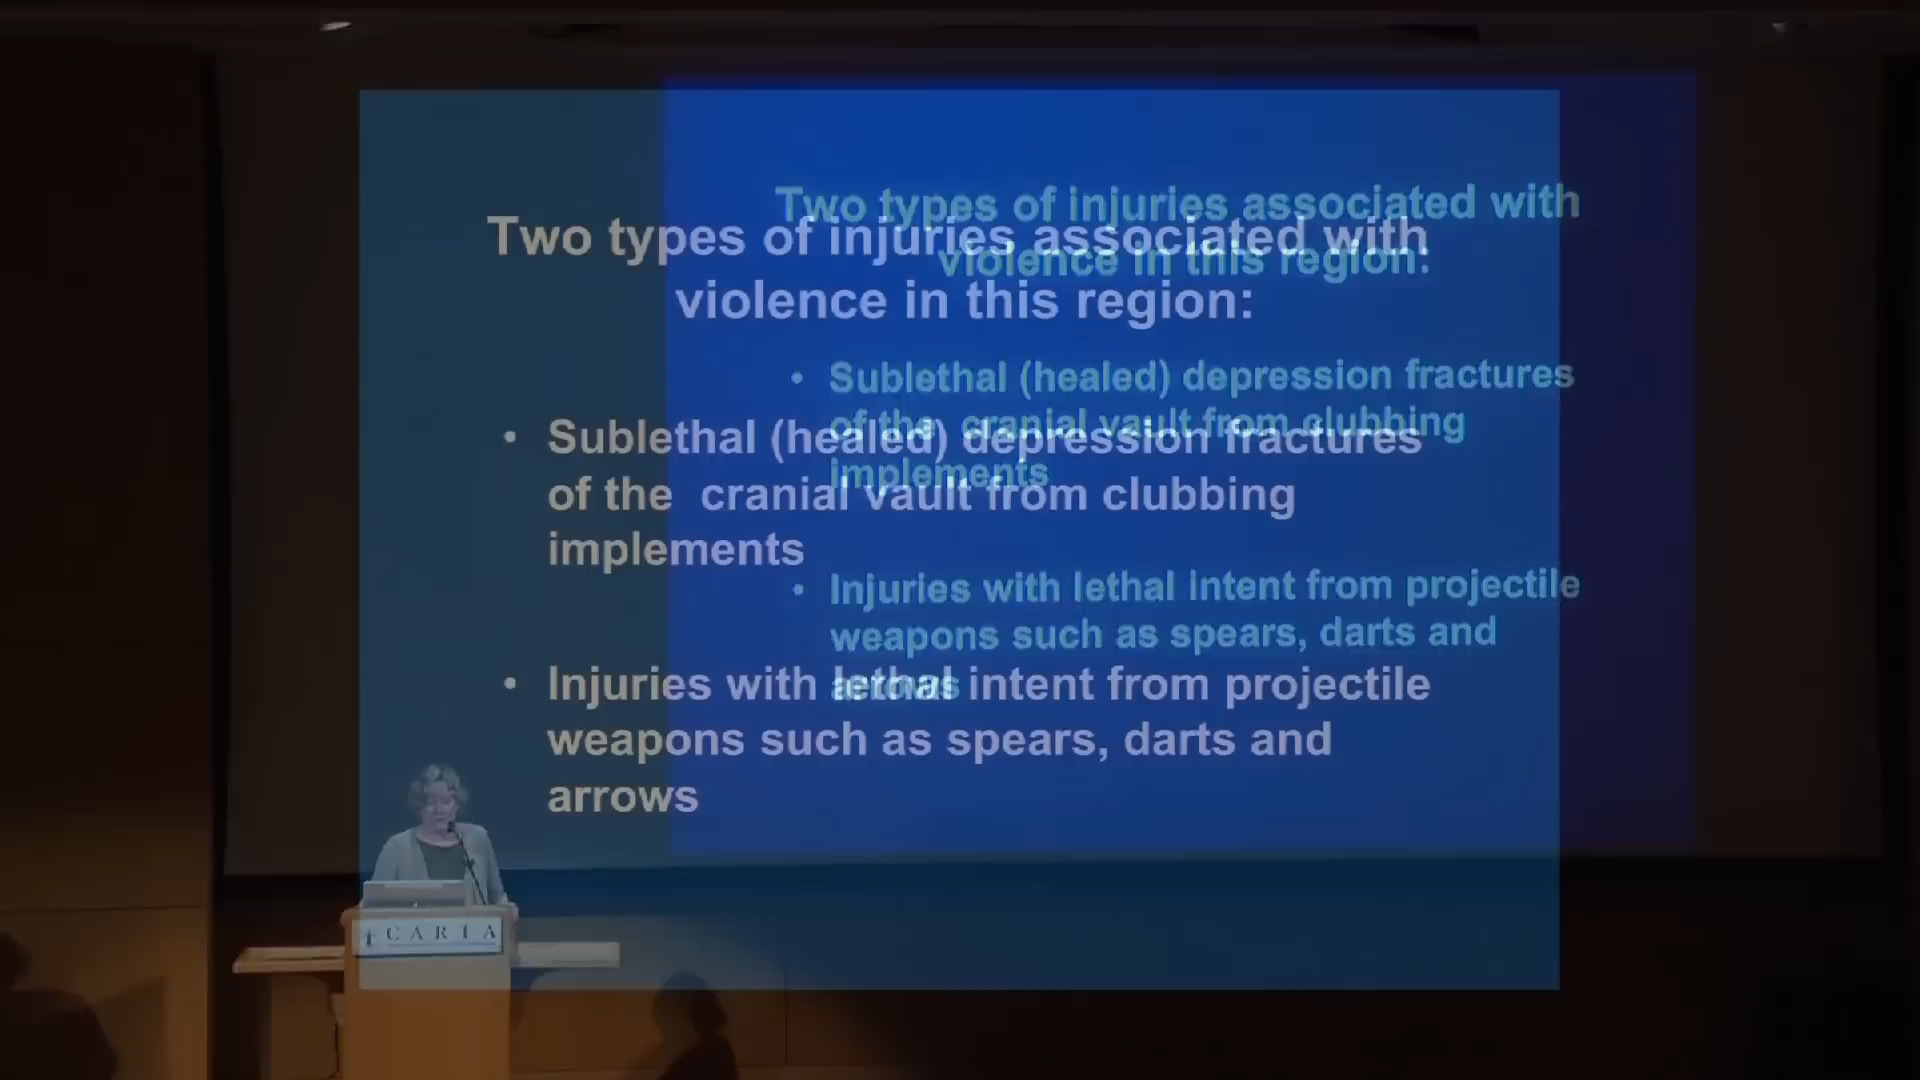 Two types of injuries associated with
violence in this region:
• Sublethal (healed) depression fractures
of the cranial vault from clubbing
implements
• Injuries with lethal intent from projectile
weapons such as spears, darts and
arrows
Two types of injuries associated with
violence in this region:
• Sublethal (healed) depression fractures
of the cranial vault from clubbing
implements
• Injuries with lethal intent from projectile
weapons such as spears, darts and
arrows
CARTA